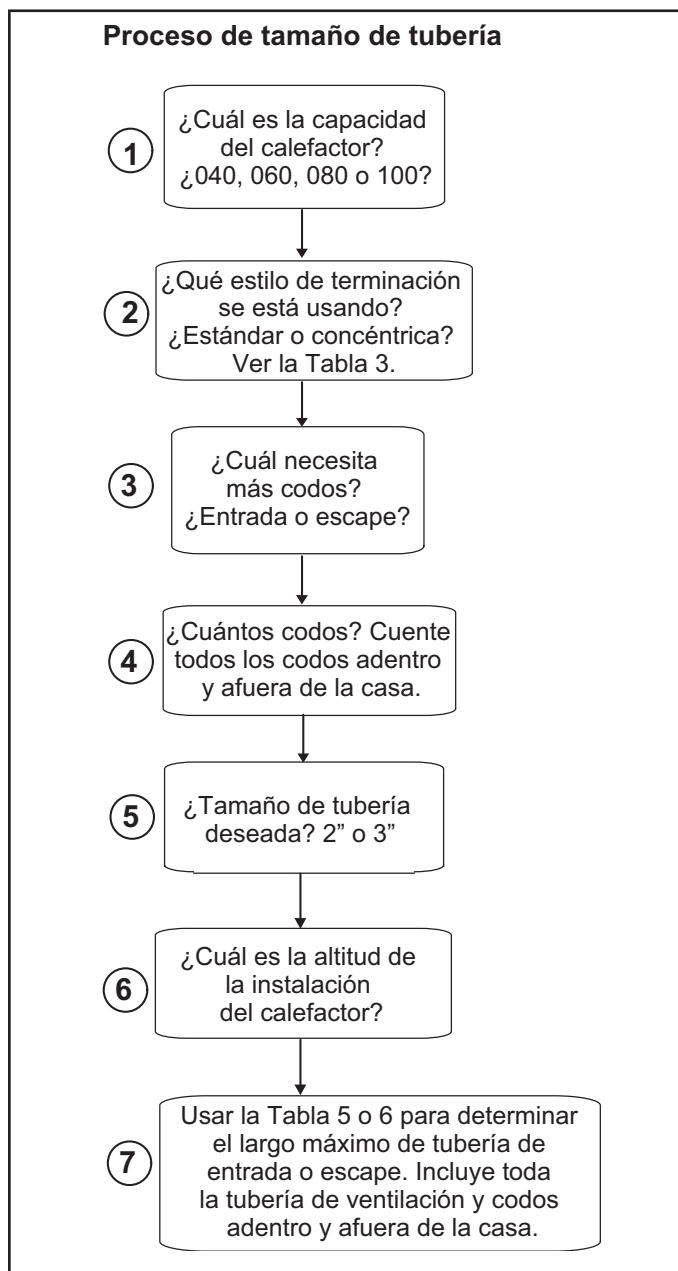 Proceso de tamaño de tubería
1
¿Cuál es la capacidad
del calefactor?
¿040, 060, 080 o 100?
2
¿Qué estilo de terminación
se está usando?
¿Estándar o concéntrica?
Ver la Tabla 3.
3
¿Cuál necesita
más codos?
¿Entrada o escape?
4
¿Cuántos codos? Cuente
todos los codos adentro
y afuera de la casa.
5
¿Tamaño de tubería
deseada? 2” o 3”
6
¿Cuál es la altitud de
la instalación
del calefactor?
7
Usar la Tabla 5 o 6 para determinar
el largo máximo de tubería de
entrada o escape. Incluye toda
la tubería de ventilación y codos
adentro y afuera de la casa.